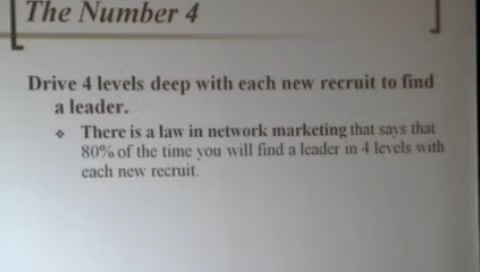 The Number 4
Drive 4 levels deep with each new recruit to find
a leader.
There is a law in network marketing that says that
80% of the time you will find a leader in 4 levels with
each new recruit.